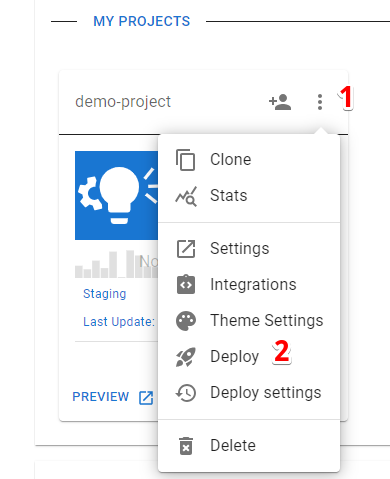 MY PROJECTS
demo-project
1
Clone
Stats
No
Settings
Staging
Integrations
Last Update:
Theme Settings
Deploy 2
PREVIEW
Deploy settings
Delete